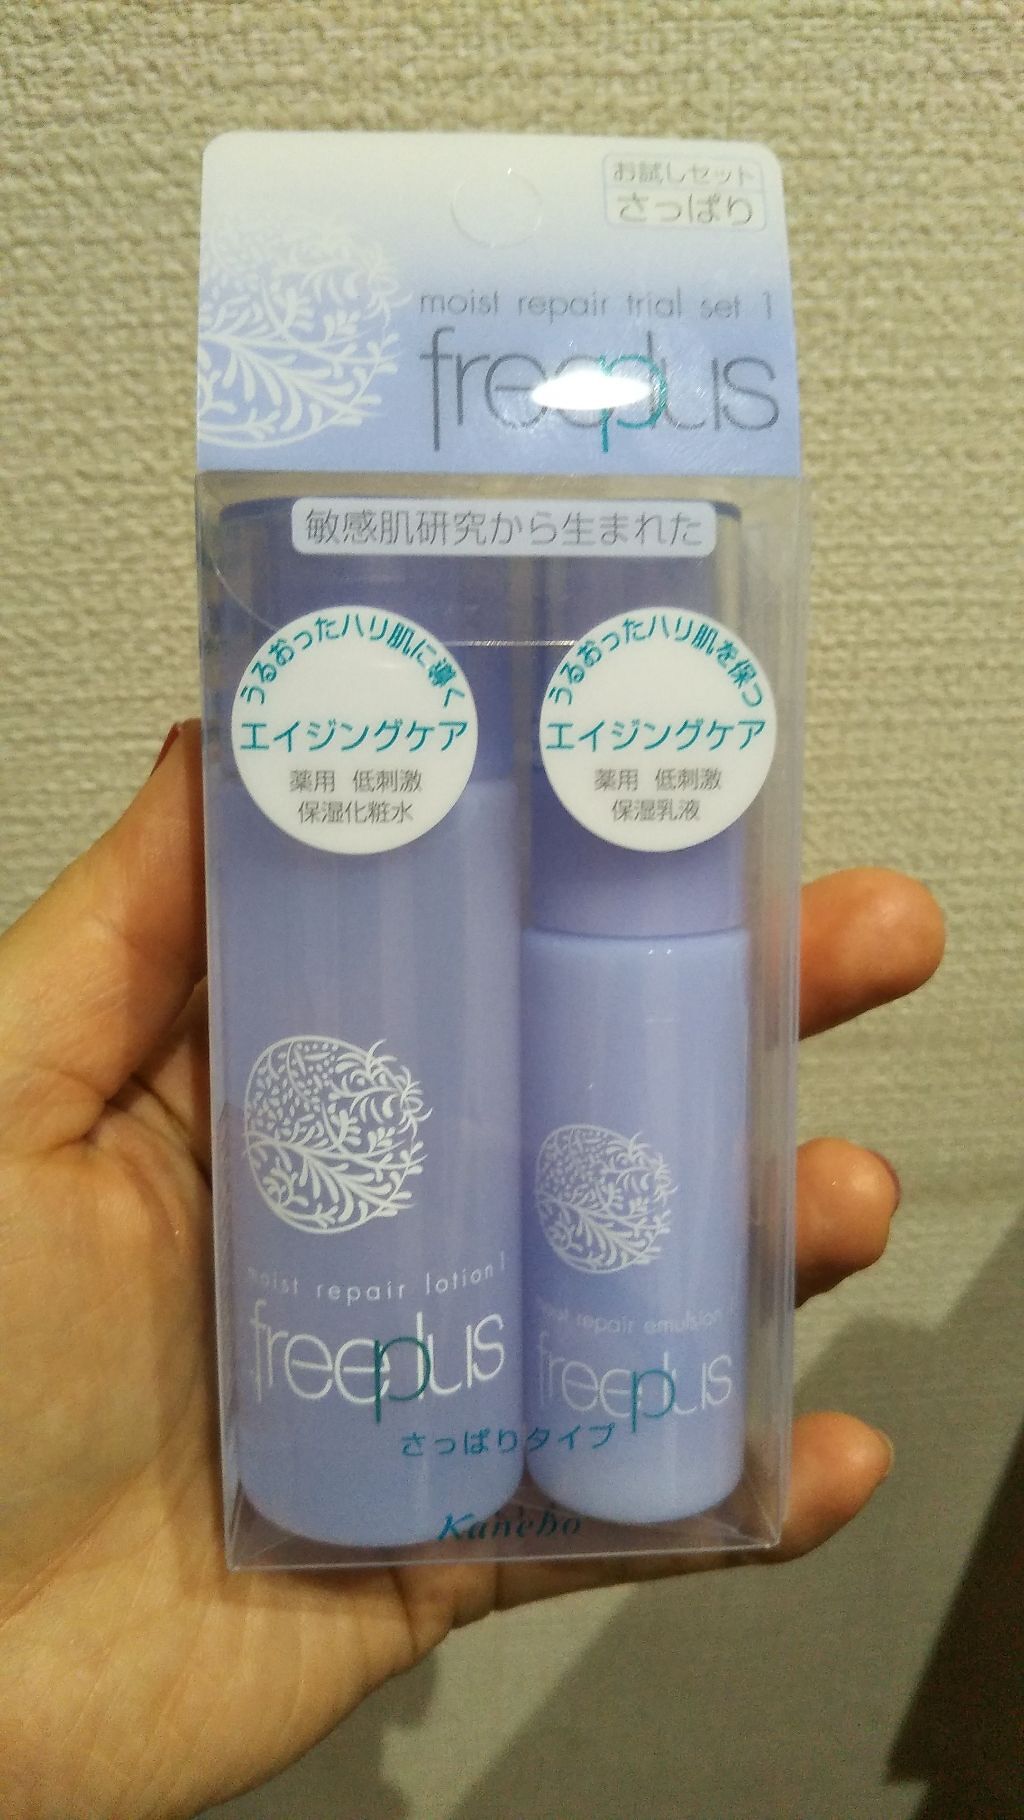 お試しセット
さっぱり
moist repair trial set 1
freeplus
敏感肌研究から生まれた
うるおったハリ肌に導く
エイジングケア
薬用 低刺激
保湿化粧水
うるおったハリ肌を保つ
エイジングケア
薬用 低刺激
保湿乳液
moist repair lotion 1
freeplus
moist repair emulsion
freeplus
さっぱりタイプ
Kanebo